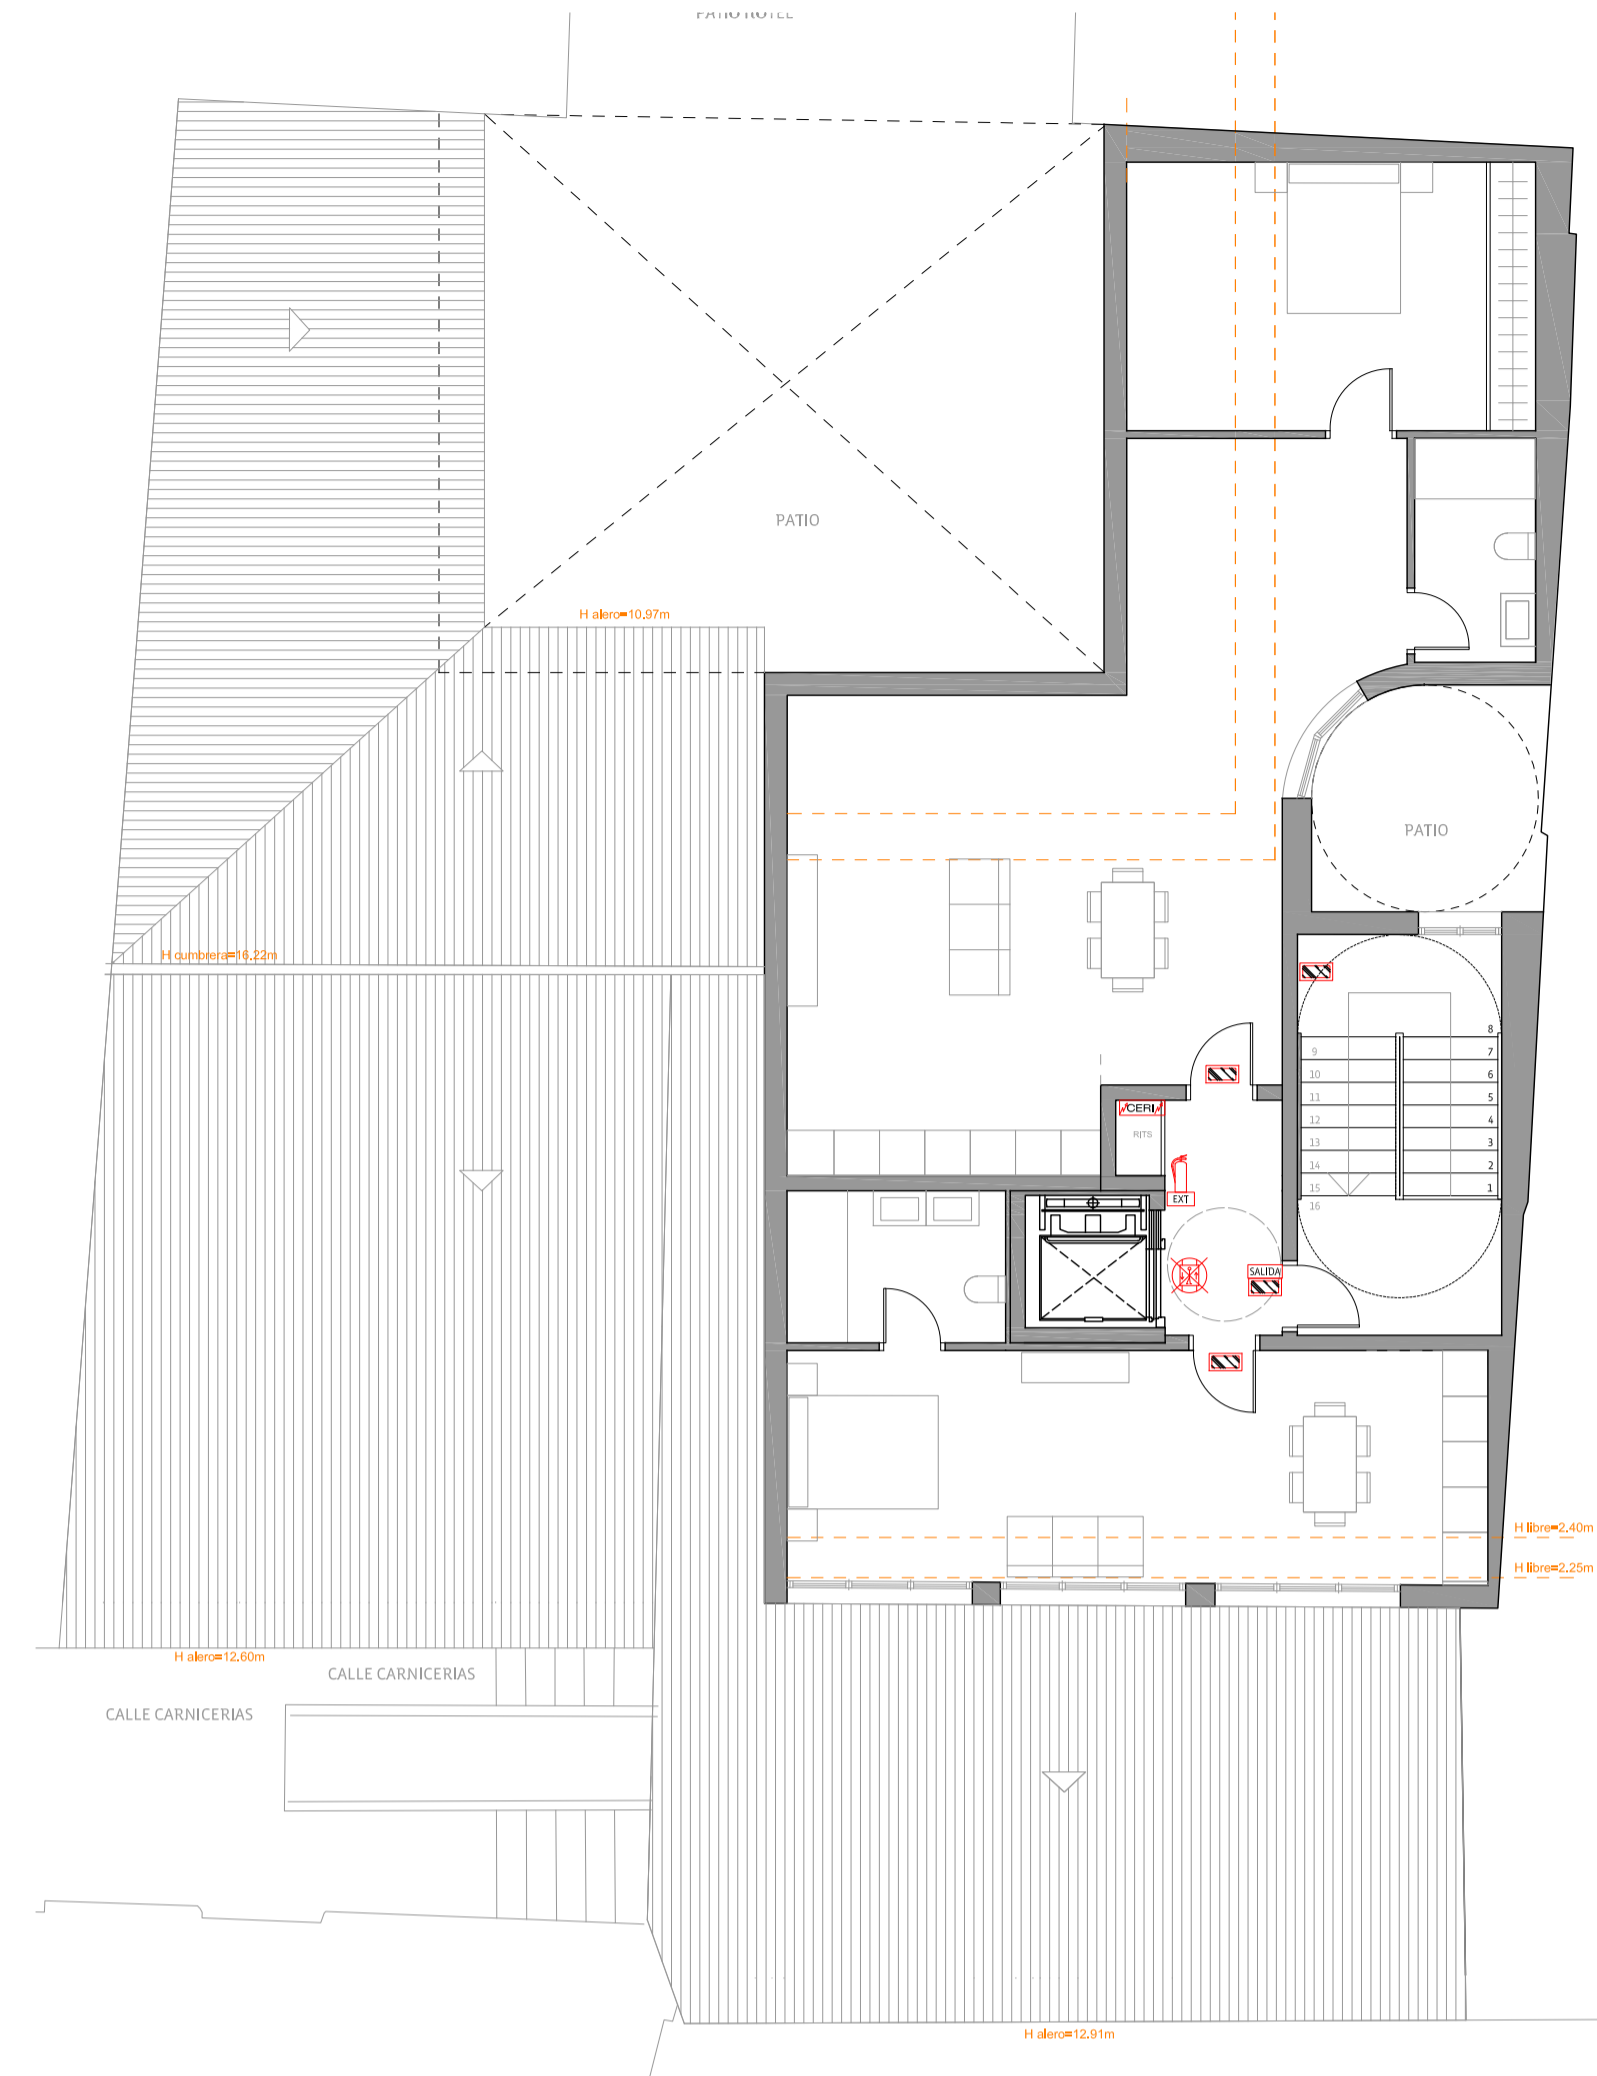 PATIO HOTEL
PATIO
H alero=10.97m
PATIO
H cumbrera=16.22m
8
9
7
10
6
11
5
12
4
13
3
14
2
15
1
16
CERI
RITS
EXT
SALIDA
H libre=2.40m
H libre=2.25m
H alero=12.60m
CALLE CARNICERIAS
CALLE CARNICERIAS
H alero=12.91m